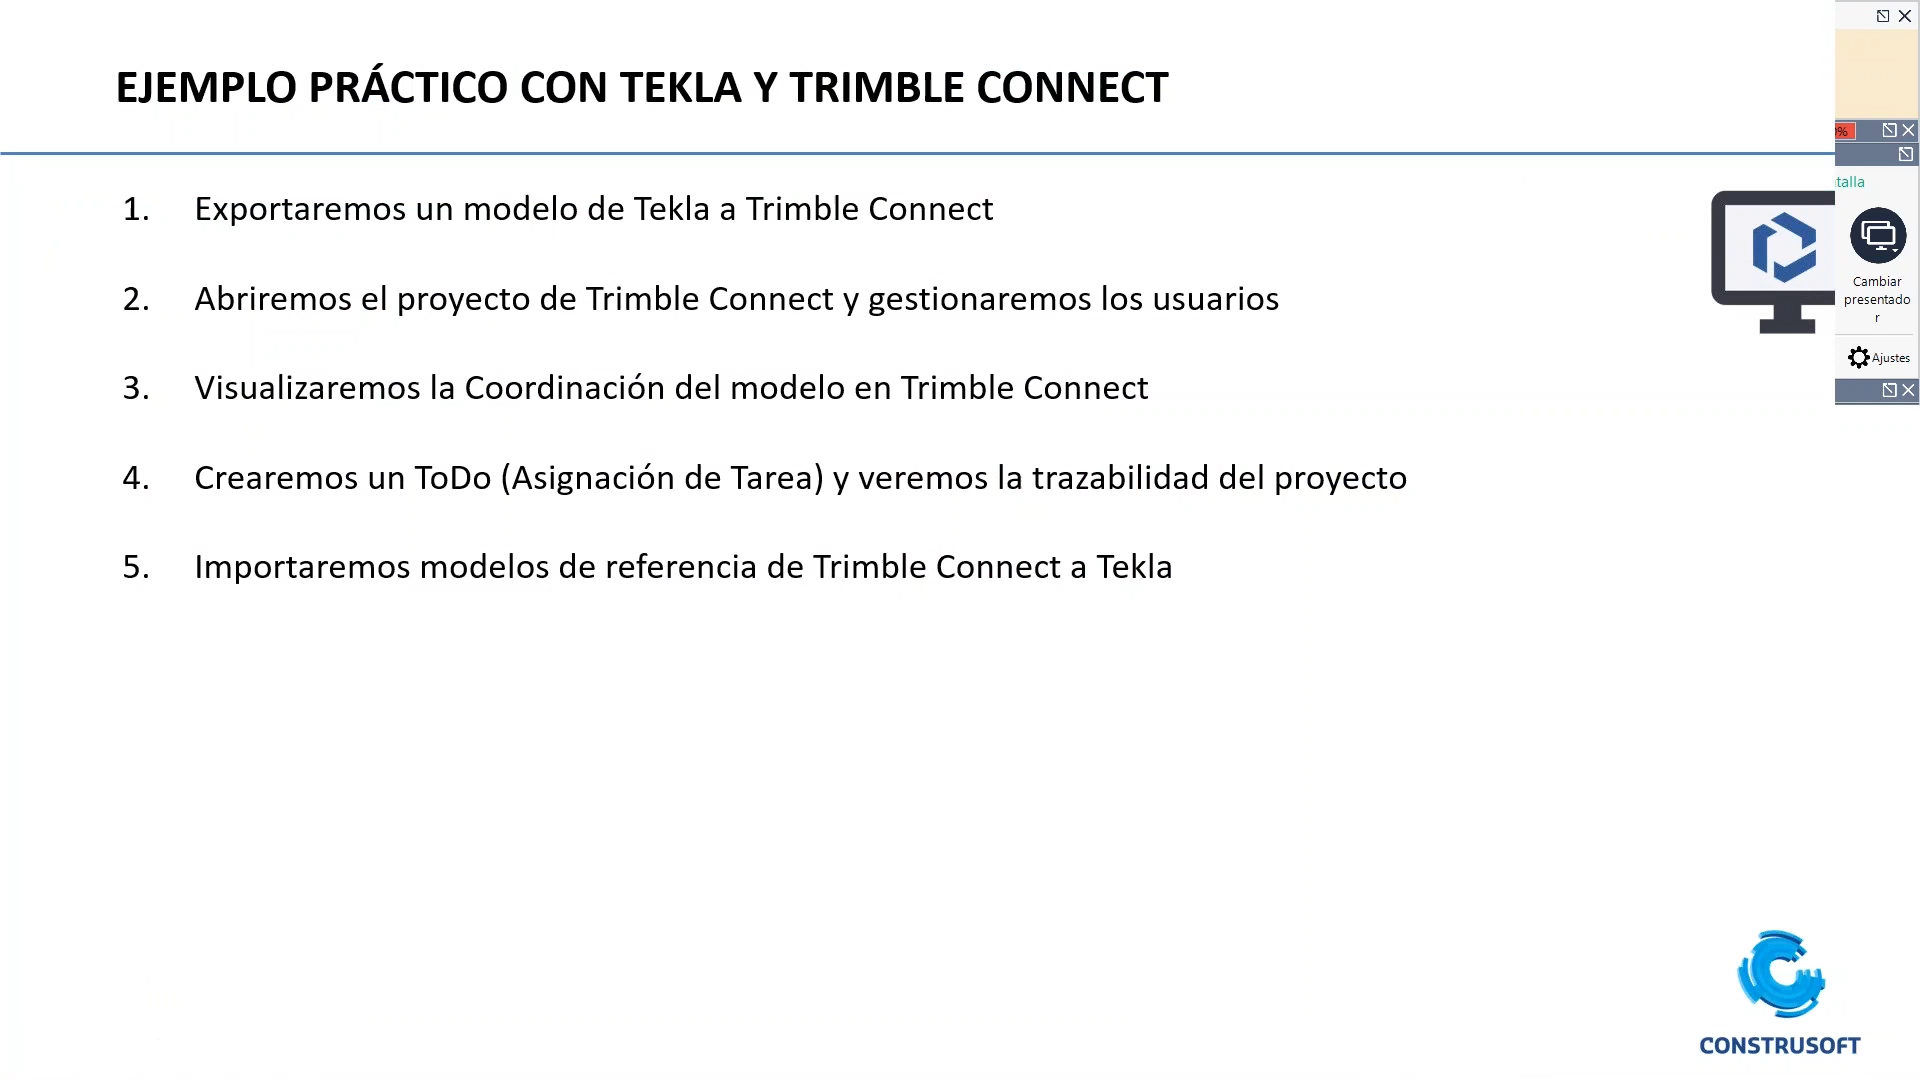 EJEMPLO PRÁCTICO CON TEKLA Y TRIMBLE CONNECT
1. Exportaremos un modelo de Tekla a Trimble Connect
2. Abriremos el proyecto de Trimble Connect y gestionaremos los usuarios
3. Visualizaremos la Coordinación del modelo en Trimble Connect
4. Crearemos un ToDo (Asignación de Tarea) y veremos la trazabilidad del proyecto
5. Importaremos modelos de referencia de Trimble Connect a Tekla
talla
Cambiar
presentado
r
Ajustes
CONSTRUSOFT